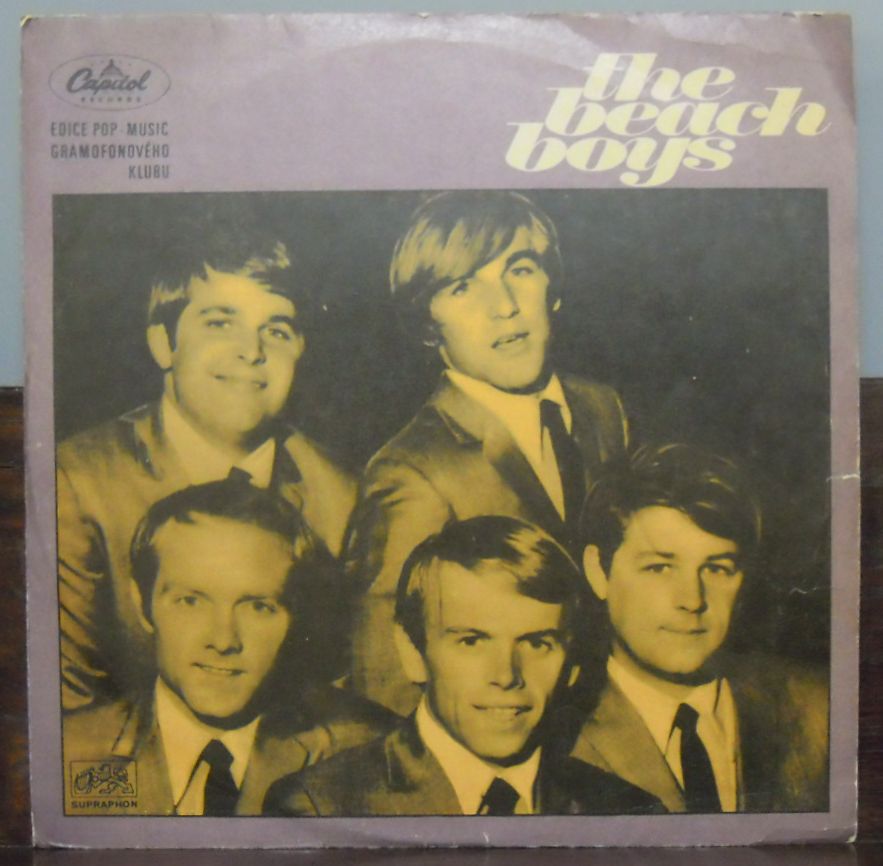 Capitol
RECORDS
EDICE POP-MUSIC
GRAMOFONOVÉHO
KLUBU
the
beach
boys
SUPRAPHON